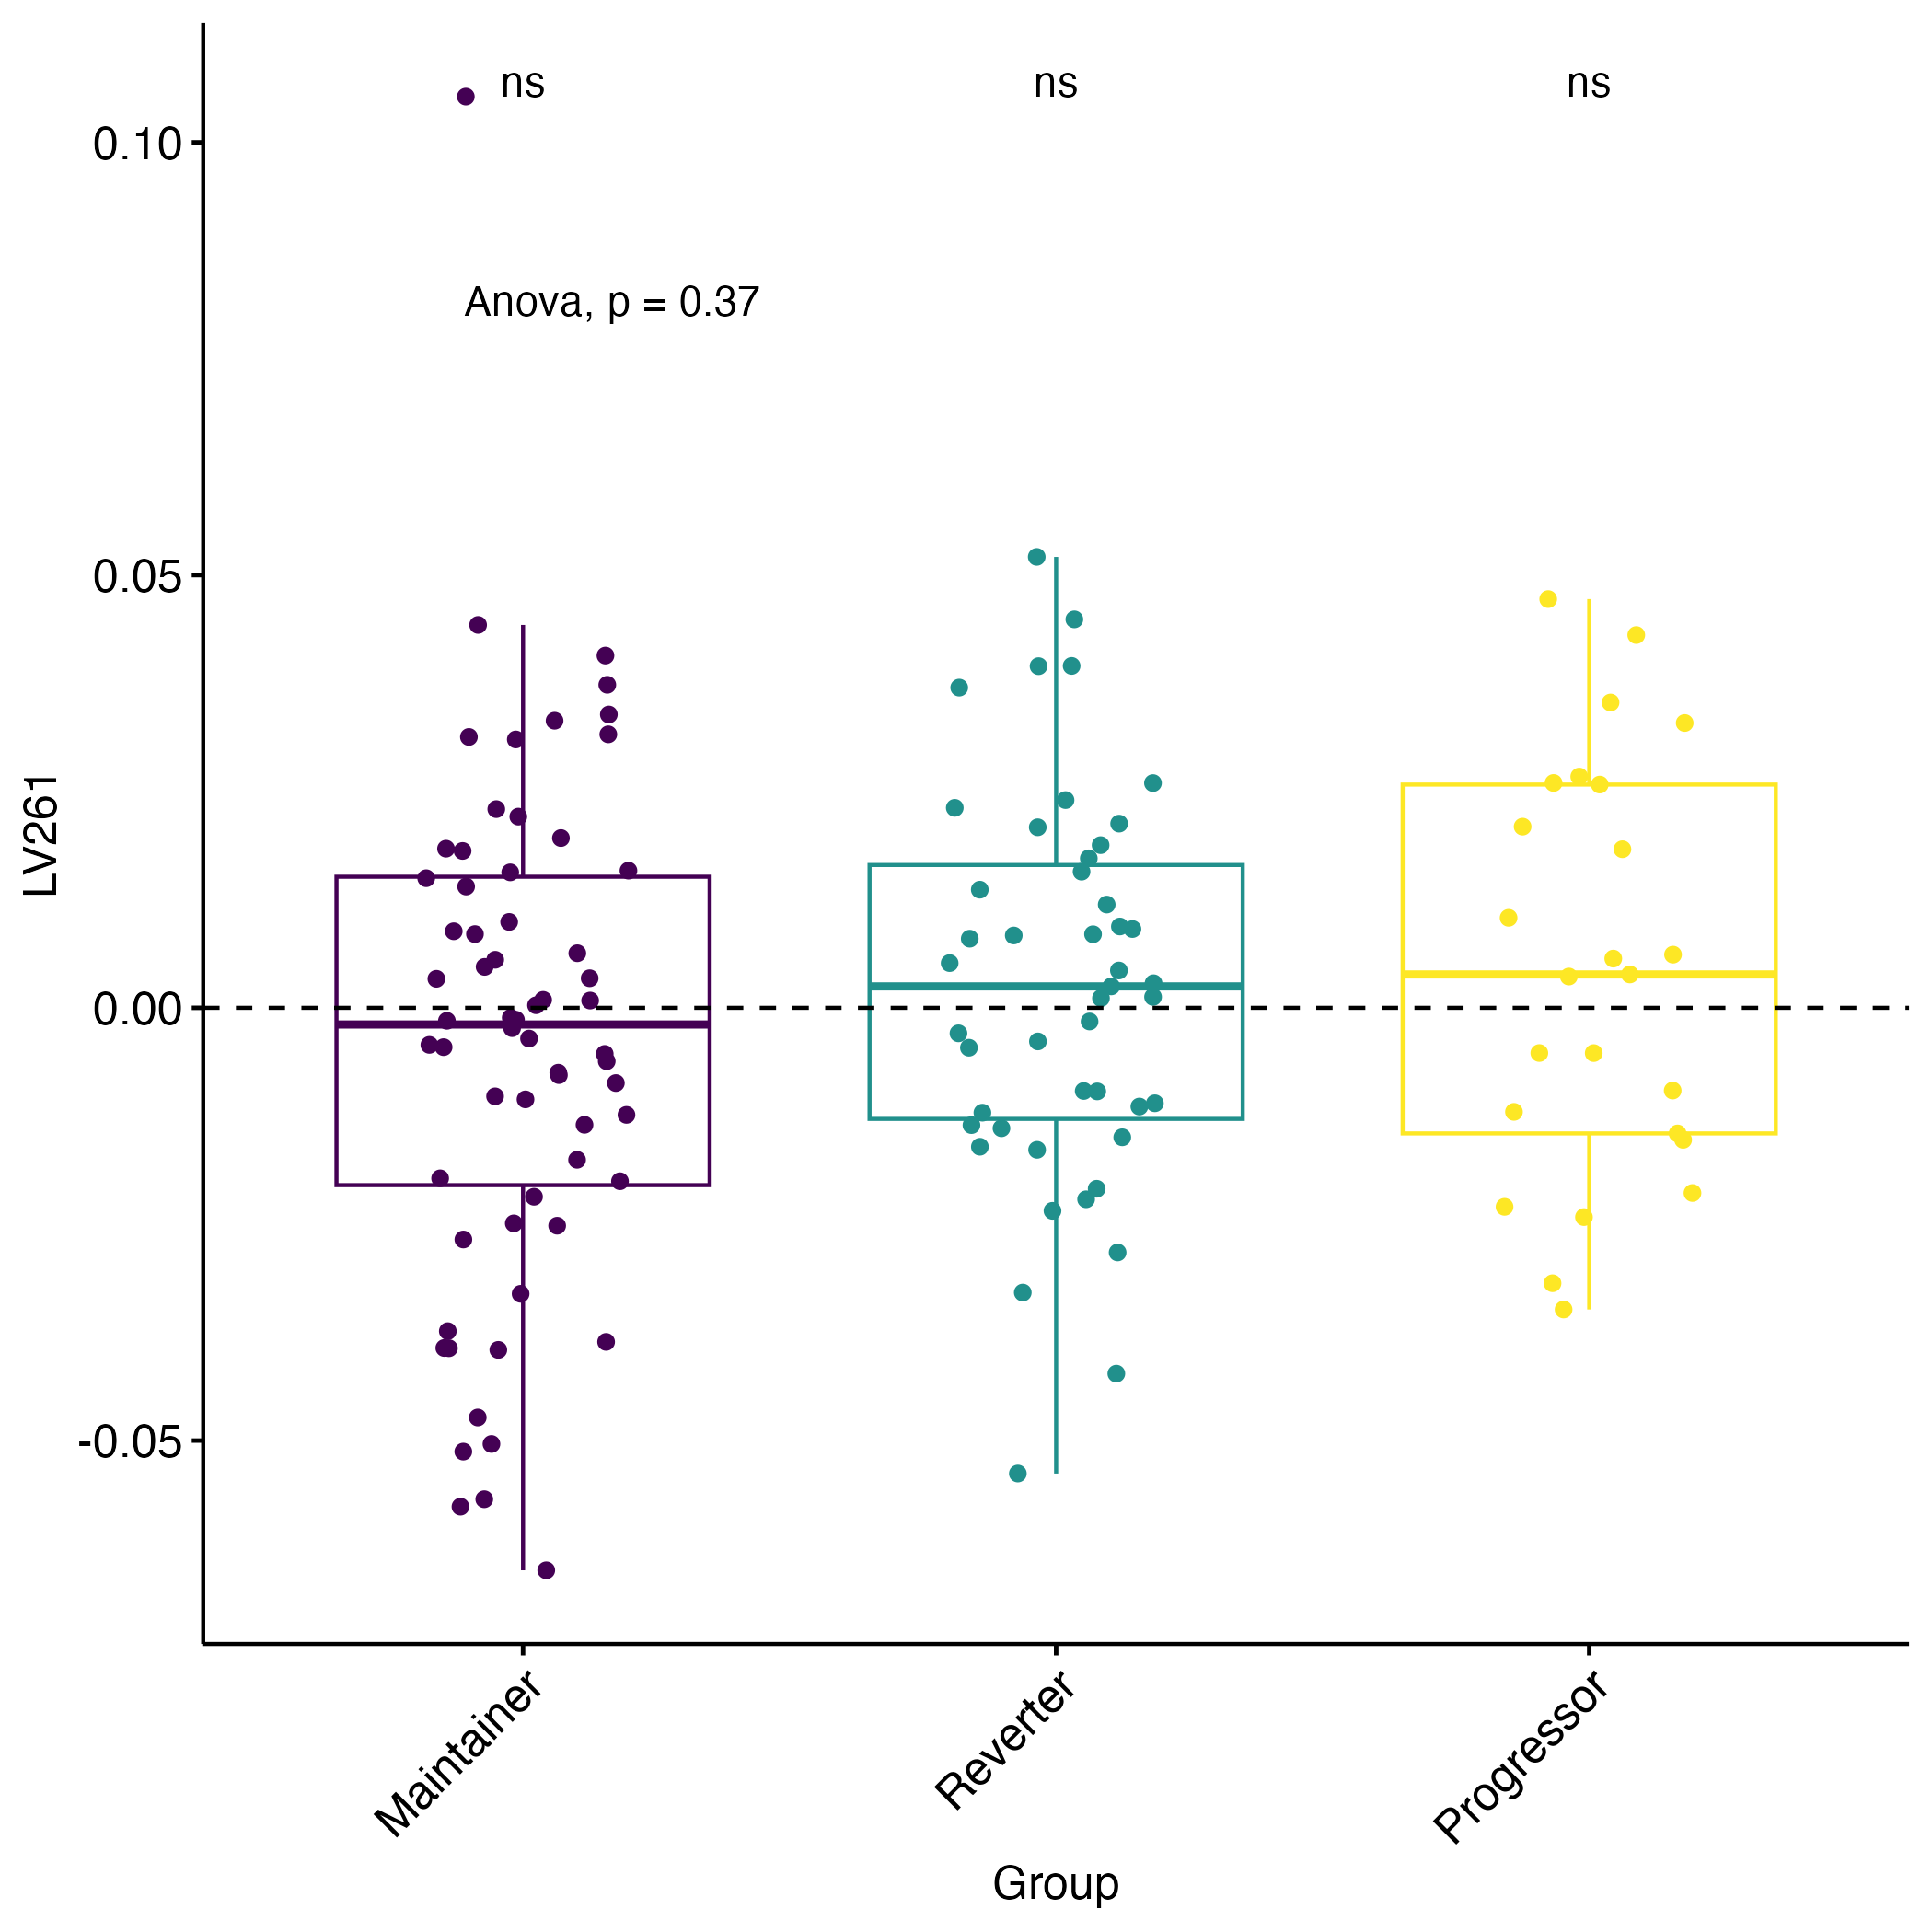 ns ns ns
0.10
Anova, p = 0.37
0.05
LV261
0.00
-0.05
Maintainer Reverter Progressor
Group